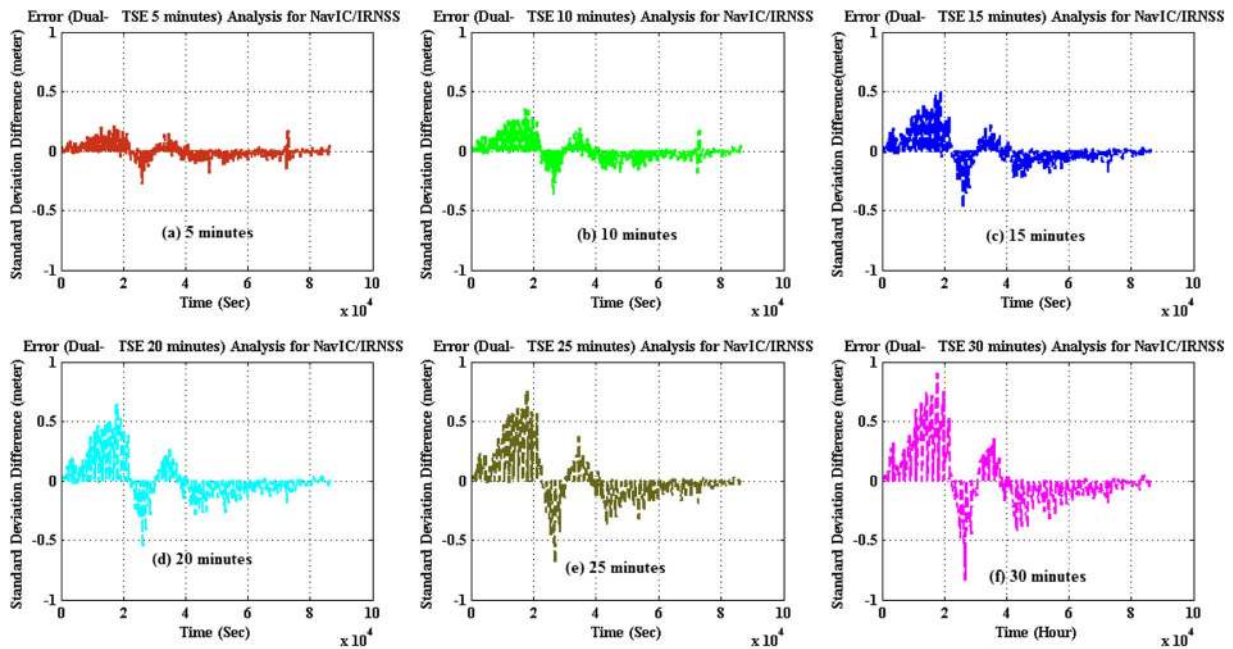 Error (Dual- TSE 5 minutes) Analysis for NavIC/IRNSS
Standard Deviation Difference (meter)
1
0.5
0
-0.5
-1
(a) 5 minutes
0 2 4 6 8 10
Time (Sec)
x 10^4
Error (Dual- TSE 10 minutes) Analysis for NavIC/IRNSS
Standard Deviation Difference (meter)
1
0.5
0
-0.5
-1
(b) 10 minutes
0 2 4 6 8 10
Time (Sec)
x 10^4
Error (Dual- TSE 15 minutes) Analysis for NavIC/IRNSS
Standard Deviation Difference(meter)
1
0.5
0
-0.5
-1
(c) 15 minutes
0 2 4 6 8 10
Time (Sec)
x 10^4
Error (Dual- TSE 20 minutes) Analysis for NavIC/IRNSS
Standard Deviation Difference (meter)
1
0.5
0
-0.5
-1
(d) 20 minutes
0 2 4 6 8 10
Time (Sec)
x 10^4
Error (Dual- TSE 25 minutes) Analysis for NavIC/IRNSS
Standard Deviation Difference (meter)
1
0.5
0
-0.5
-1
(e) 25 minutes
0 2 4 6 8 10
Time (Sec)
x 10^4
Error (Dual- TSE 30 minutes) Analysis for NavIC/IRNSS
Standard Deviation Difference (meter)
1
0.5
0
-0.5
-1
(f) 30 minutes
0 2 4 6 8 10
Time (Hour)
x 10^4